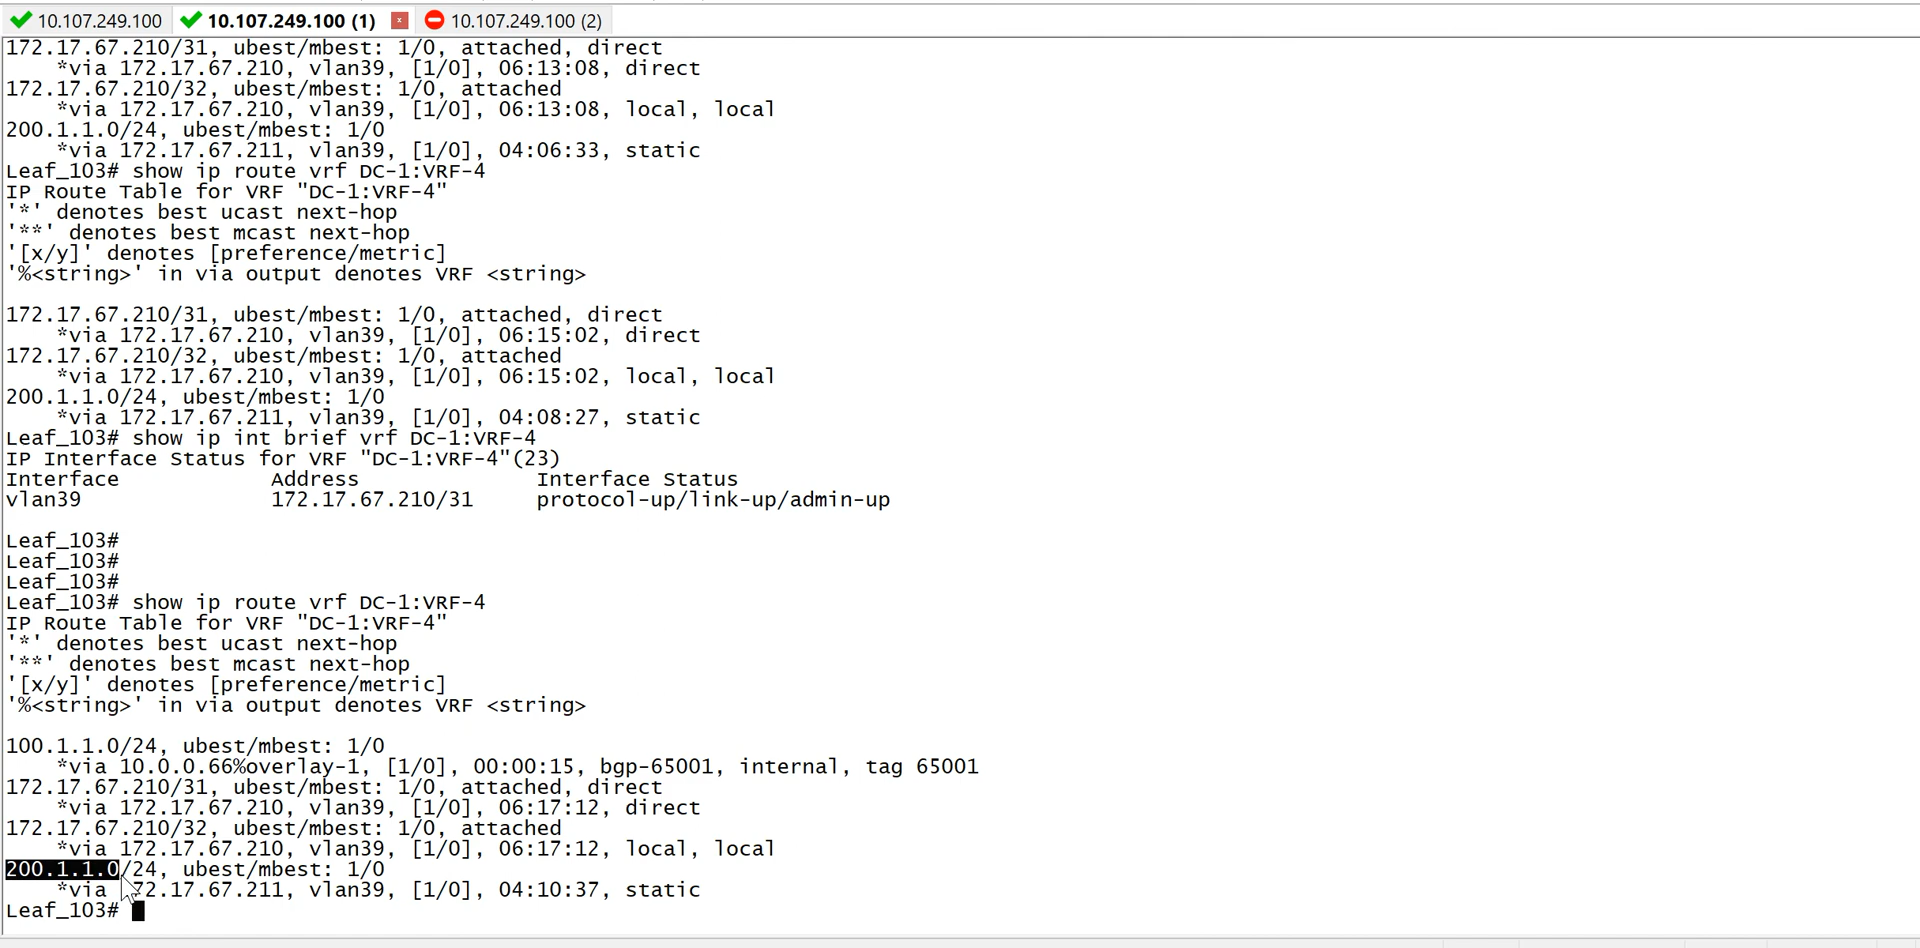 10.107.249.100 10.107.249.100 (1) × 10.107.249.100 (2)
172.17.67.210/31, ubest/mbest: 1/0, attached, direct
    *via 172.17.67.210, vlan39, [1/0], 06:13:08, direct
172.17.67.210/32, ubest/mbest: 1/0, attached
    *via 172.17.67.210, vlan39, [1/0], 06:13:08, local, local
200.1.1.0/24, ubest/mbest: 1/0
    *via 172.17.67.211, vlan39, [1/0], 04:06:33, static
Leaf_103# show ip route vrf DC-1:VRF-4
IP Route Table for VRF "DC-1:VRF-4"
'*' denotes best ucast next-hop
'**' denotes best mcast next-hop
'[x/y]' denotes [preference/metric]
'%<string>' in via output denotes VRF <string>
172.17.67.210/31, ubest/mbest: 1/0, attached, direct
    *via 172.17.67.210, vlan39, [1/0], 06:15:02, direct
172.17.67.210/32, ubest/mbest: 1/0, attached
    *via 172.17.67.210, vlan39, [1/0], 06:15:02, local, local
200.1.1.0/24, ubest/mbest: 1/0
    *via 172.17.67.211, vlan39, [1/0], 04:08:27, static
Leaf_103# show ip int brief vrf DC-1:VRF-4
IP Interface Status for VRF "DC-1:VRF-4"(23)
Interface            Address              Interface Status
vlan39               172.17.67.210/31     protocol-up/link-up/admin-up
Leaf_103#
Leaf_103#
Leaf_103#
Leaf_103# show ip route vrf DC-1:VRF-4
IP Route Table for VRF "DC-1:VRF-4"
'*' denotes best ucast next-hop
'**' denotes best mcast next-hop
'[x/y]' denotes [preference/metric]
'%<string>' in via output denotes VRF <string>
100.1.1.0/24, ubest/mbest: 1/0
    *via 10.0.0.66%overlay-1, [1/0], 00:00:15, bgp-65001, internal, tag 65001
172.17.67.210/31, ubest/mbest: 1/0, attached, direct
    *via 172.17.67.210, vlan39, [1/0], 06:17:12, direct
172.17.67.210/32, ubest/mbest: 1/0, attached
    *via 172.17.67.210, vlan39, [1/0], 06:17:12, local, local
200.1.1.0/24, ubest/mbest: 1/0
    *via 172.17.67.211, vlan39, [1/0], 04:10:37, static
Leaf_103#